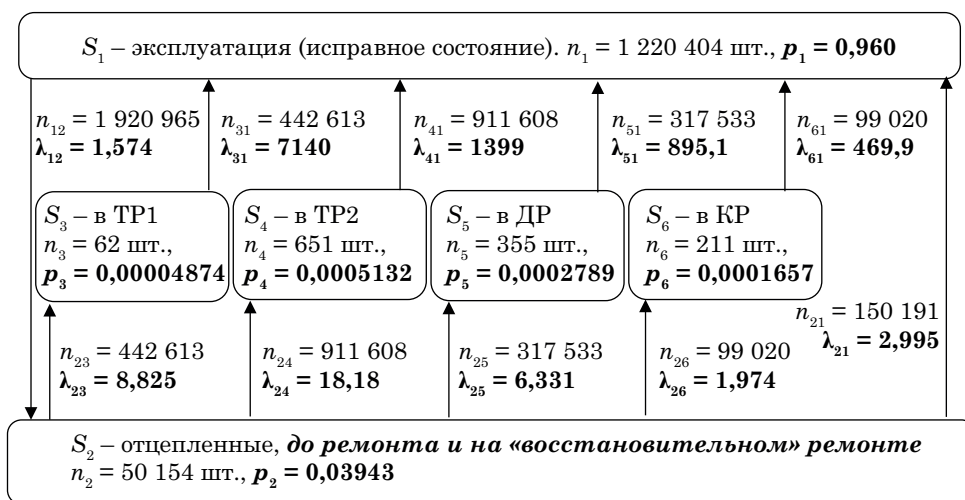 S₁ – эксплуатация (исправное состояние). n₁ = 1 220 404 шт., p₁ = 0,960
n₁₂ = 1 920 965
λ₁₂ = 1,574
n₃₁ = 442 613
λ₃₁ = 7140
n₄₁ = 911 608
λ₄₁ = 1399
n₅₁ = 317 533
λ₅₁ = 895,1
n₆₁ = 99 020
λ₆₁ = 469,9
S₃ – в ТР1
n₃ = 62 шт.,
p₃ = 0,00004874
S₄ – в ТР2
n₄ = 651 шт.,
p₄ = 0,0005132
S₅ – в ДР
n₅ = 355 шт.,
p₅ = 0,0002789
S₆ – в КР
n₆ = 211 шт.,
p₆ = 0,0001657
n₂₁ = 150 191
λ₂₁ = 2,995
n₂₃ = 442 613
λ₂₃ = 8,825
n₂₄ = 911 608
λ₂₄ = 18,18
n₂₅ = 317 533
λ₂₅ = 6,331
n₂₆ = 99 020
λ₂₆ = 1,974
S₂ – отцепленные, до ремонта и на «восстановительном» ремонте
n₂ = 50 154 шт., p₂ = 0,03943